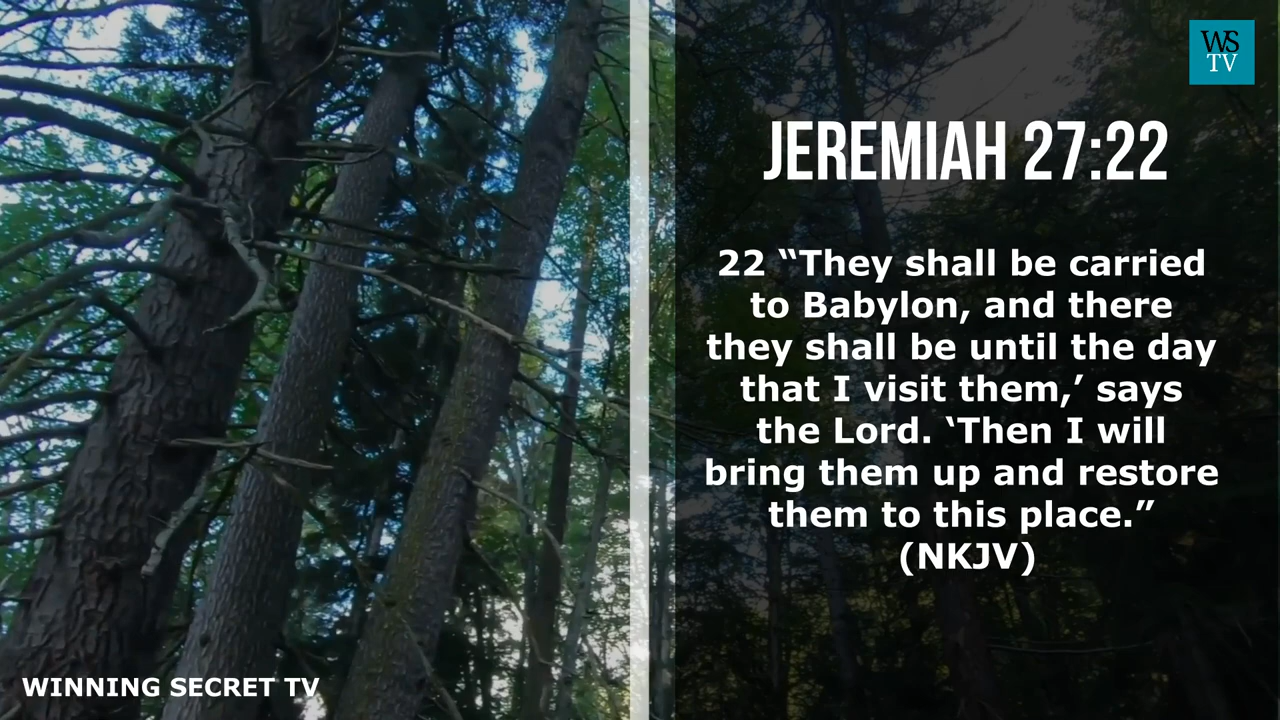 WS
TV
JEREMIAH 27:22
22 “They shall be carried
to Babylon, and there
they shall be until the day
that I visit them,’ says
the Lord. ‘Then I will
bring them up and restore
them to this place.”
(NKJV)
WINNING SECRET TV